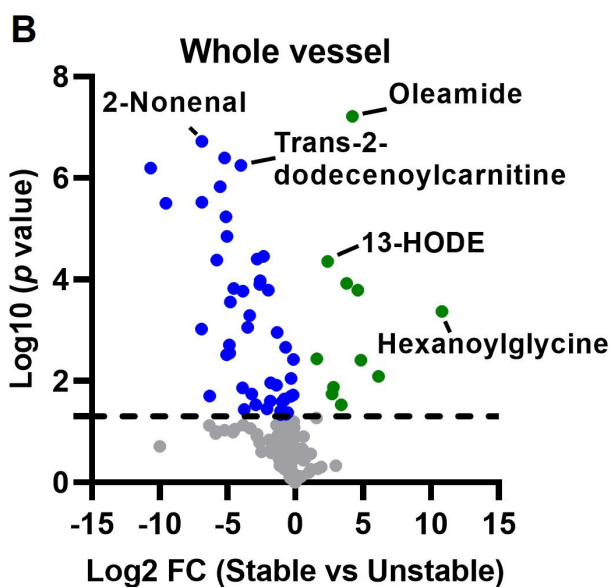 B
Whole vessel
8
2-Nonenal
Oleamide
Trans-2-
dodecenoylcarnitine
6
13-HODE
4
Hexanoylglycine
2
0
Log10 (p value)
-15 -10 -5 0 5 10 15
Log2 FC (Stable vs Unstable)